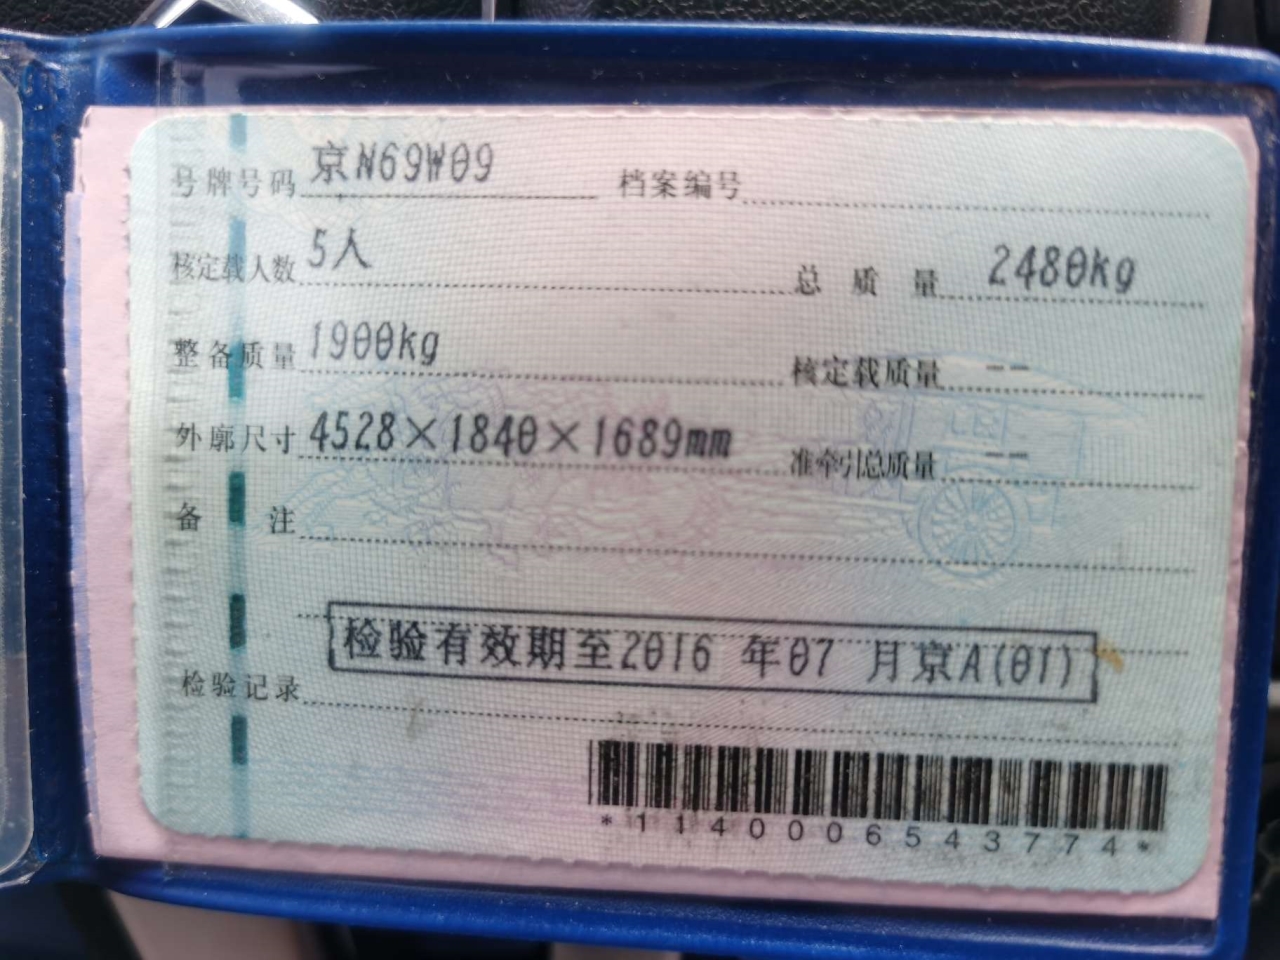 号牌号码 京N69W09 档案编号
核定载人数 5人 总质量 2480kg
整备质量 1900kg 核定载质量 --
外廓尺寸 4528×1840×1689mm 准牵引总质量 --
备注
检验有效期至2016 年07 月京A(01)
检验记录
*1140006543774*